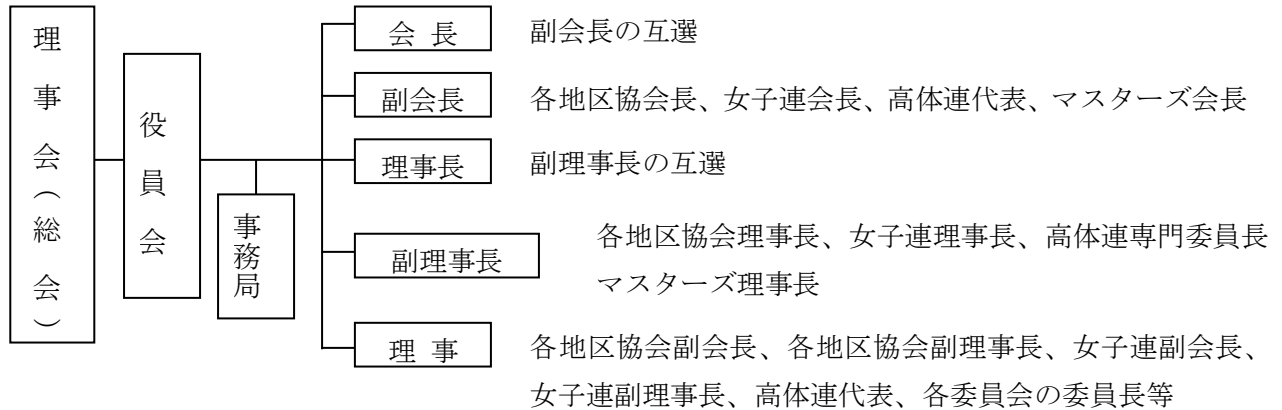 理事会（総会）
役員会
事務局
会 長 副会長の互選
副会長 各地区協会長、女子連会長、高体連代表、マスターズ会長
理事長 副理事長の互選
副理事長 各地区協会理事長、女子連理事長、高体連専門委員長
マスターズ理事長
理 事 各地区協会副会長、各地区協会副理事長、女子連副会長、
女子連副理事長、高体連代表、各委員会の委員長等